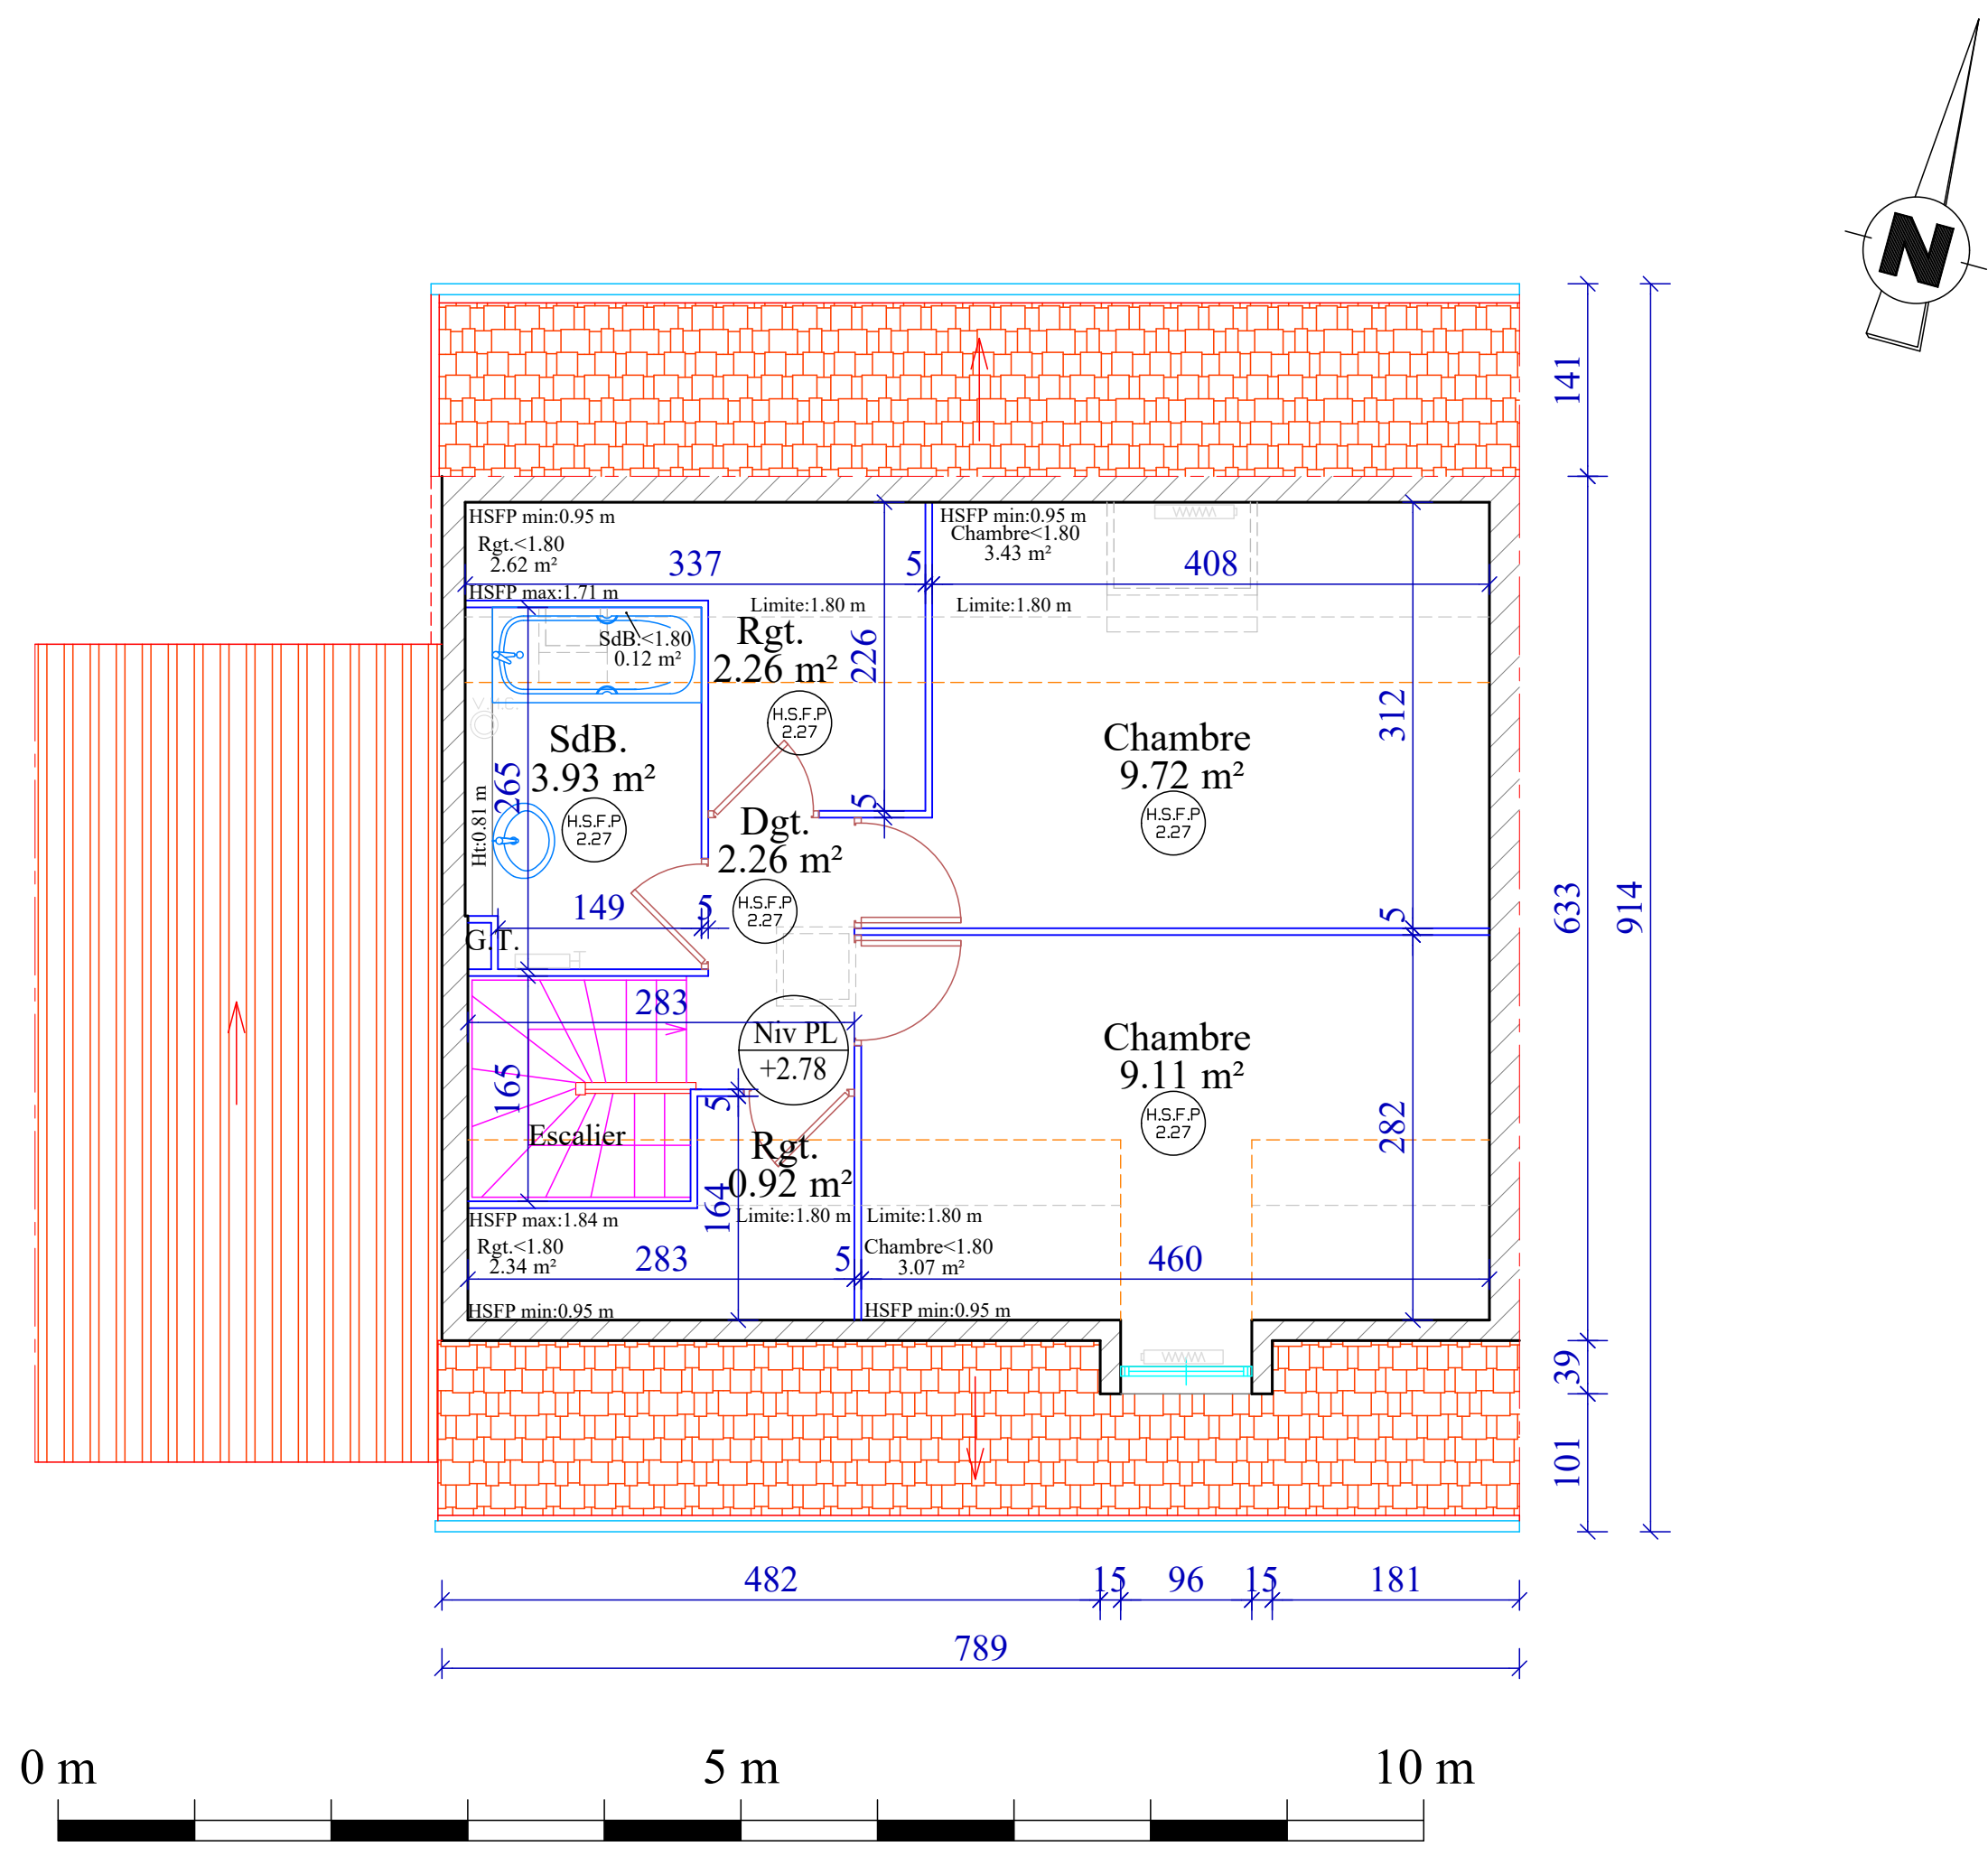 N
141
HSFP min:0.95 m
Rgt.<1.80
2.62 m²
337
5
HSFP min:0.95 m
Chambre<1.80
3.43 m²
408
HSFP max:1.71 m
Limite:1.80 m
Limite:1.80 m
SdB.<1.80
0.12 m²
Rgt.
2.26 m²
226
312
V.M.C.
H.S.F.P
2.27
SdB.
3.93 m²
265
Ht:0.81 m
H.S.F.P
2.27
5
Dgt.
2.26 m²
H.S.F.P
2.27
Chambre
9.72 m²
H.S.F.P
2.27
149
5
5
633
914
G.T.
283
Niv PL
+2.78
165
5
Escalier
Rgt.
0.92 m²
164
Chambre
9.11 m²
H.S.F.P
2.27
282
HSFP max:1.84 m
Limite:1.80 m
Limite:1.80 m
Rgt.<1.80
2.34 m²
283
5
Chambre<1.80
3.07 m²
460
HSFP min:0.95 m
HSFP min:0.95 m
39
101
482
15
96
15
181
789
0 m
5 m
10 m